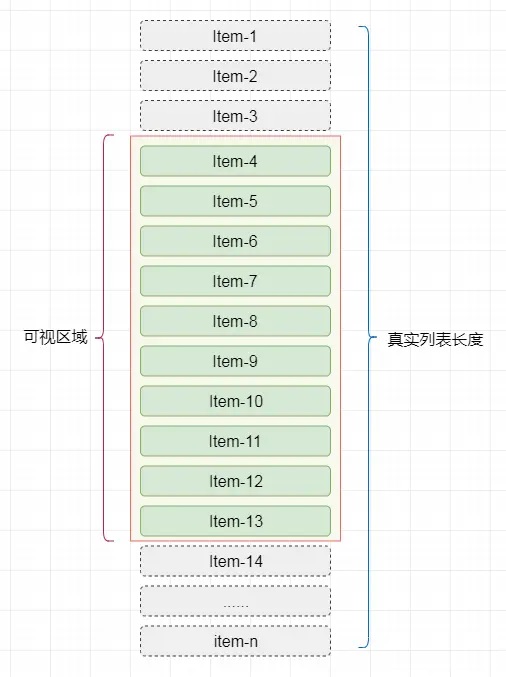 Item-1
Item-2
Item-3
Item-4
Item-5
Item-6
Item-7
Item-8
可视区域
真实列表长度
Item-9
Item-10
Item-11
Item-12
Item-13
Item-14
......
item-n